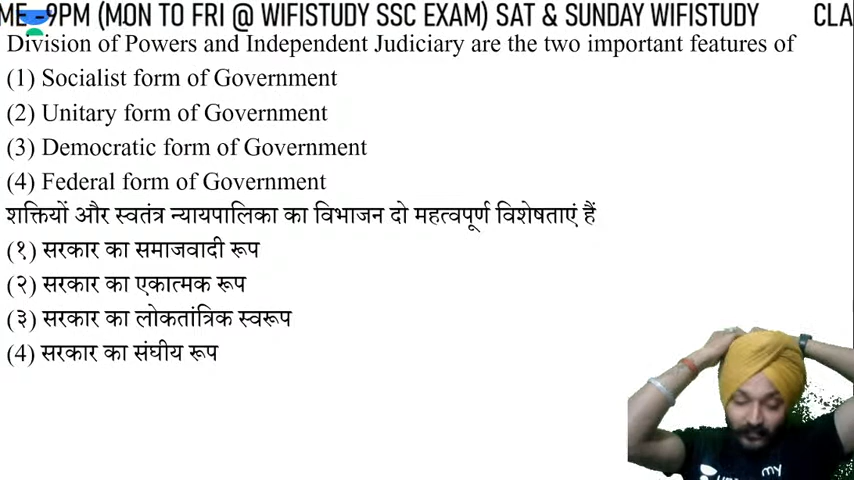 9PM (MON TO FRI @ WIFISTUDY SSC EXAM) SAT & SUNDAY WIFISTUDY CLA
Division of Powers and Independent Judiciary are the two important features of
(1) Socialist form of Government
(2) Unitary form of Government
(3) Democratic form of Government
(4) Federal form of Government
शक्तियों और स्वतंत्र न्यायपालिका का विभाजन दो महत्वपूर्ण विशेषताएं हैं
(१) सरकार का समाजवादी रूप
(२) सरकार का एकात्मक रूप
(३) सरकार का लोकतांत्रिक स्वरूप
(4) सरकार का संघीय रूप
my